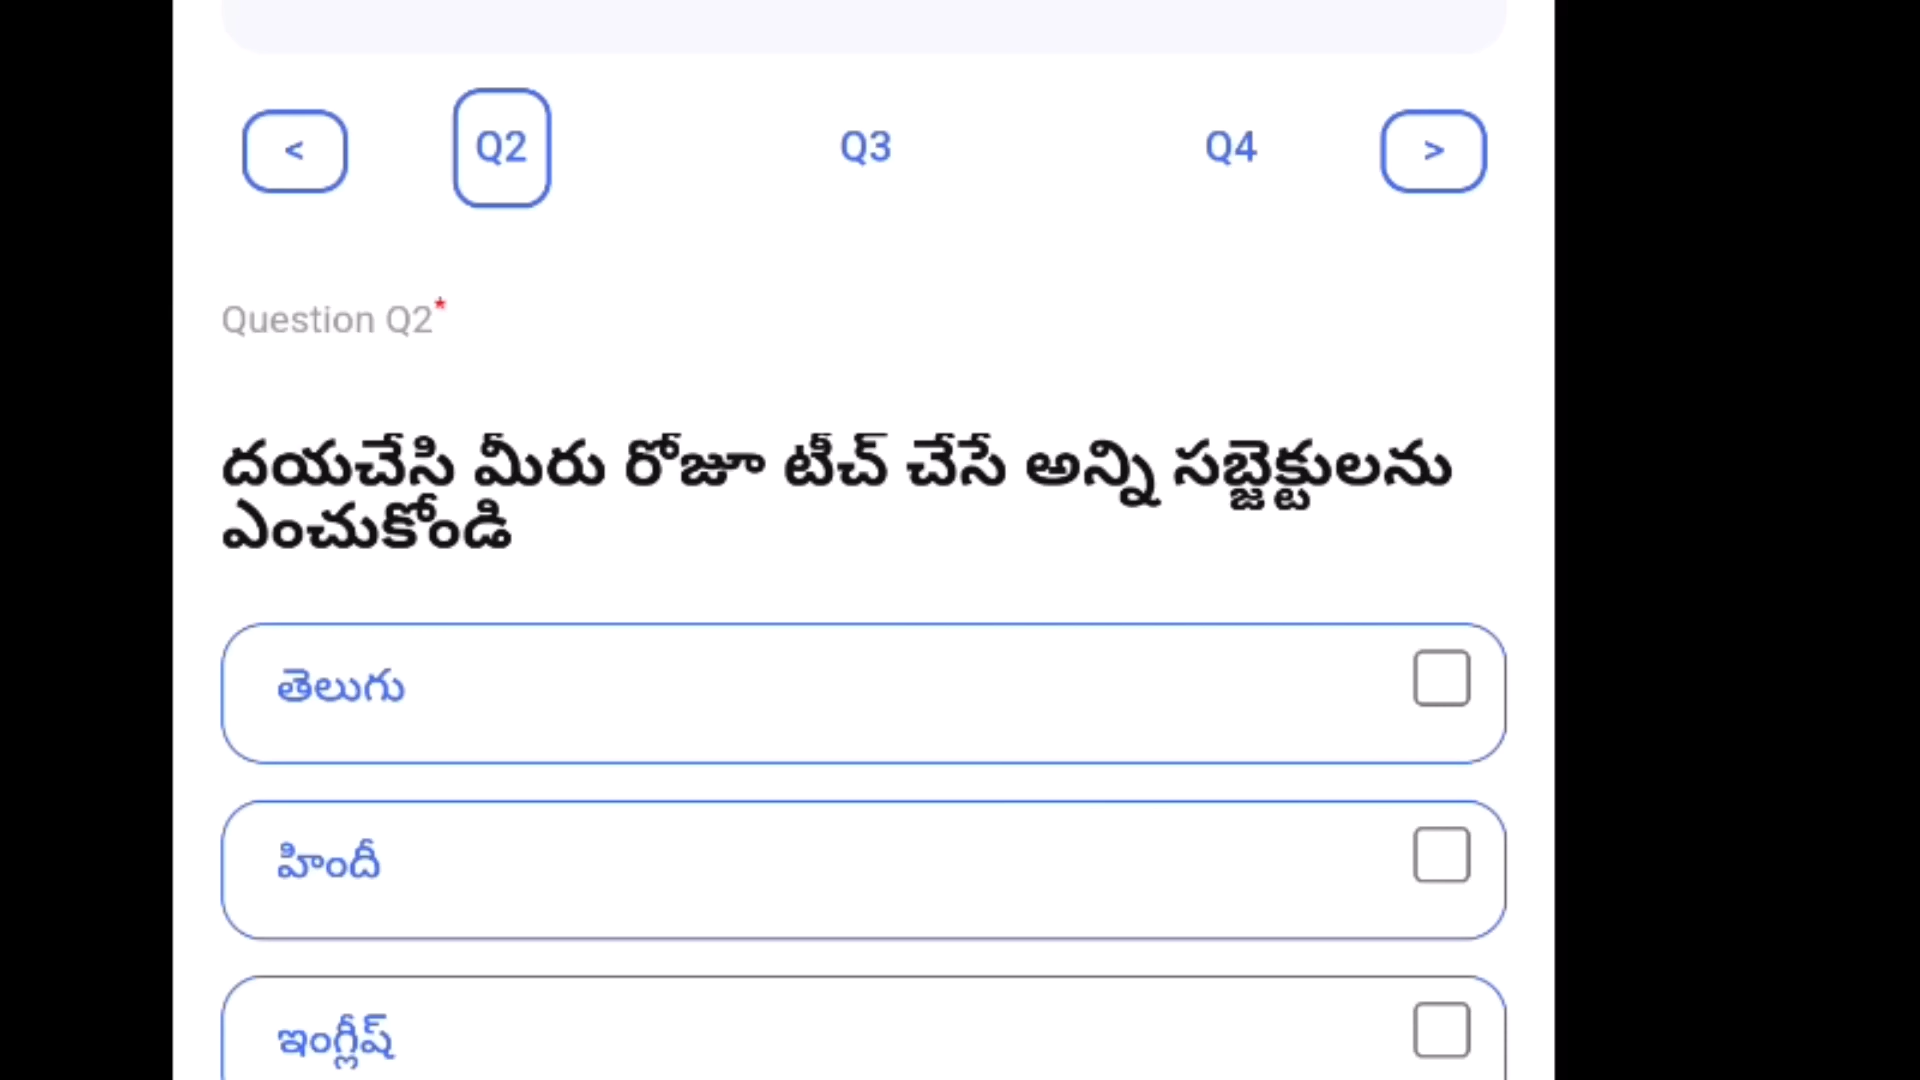 < Q2 Q3 Q4 >
Question Q2*
దయచేసి మీరు రోజూ టీచ్ చేసే అన్ని సబ్జెక్టులను
ఎంచుకోండి
తెలుగు
హిందీ
ఇంగ్లీష్